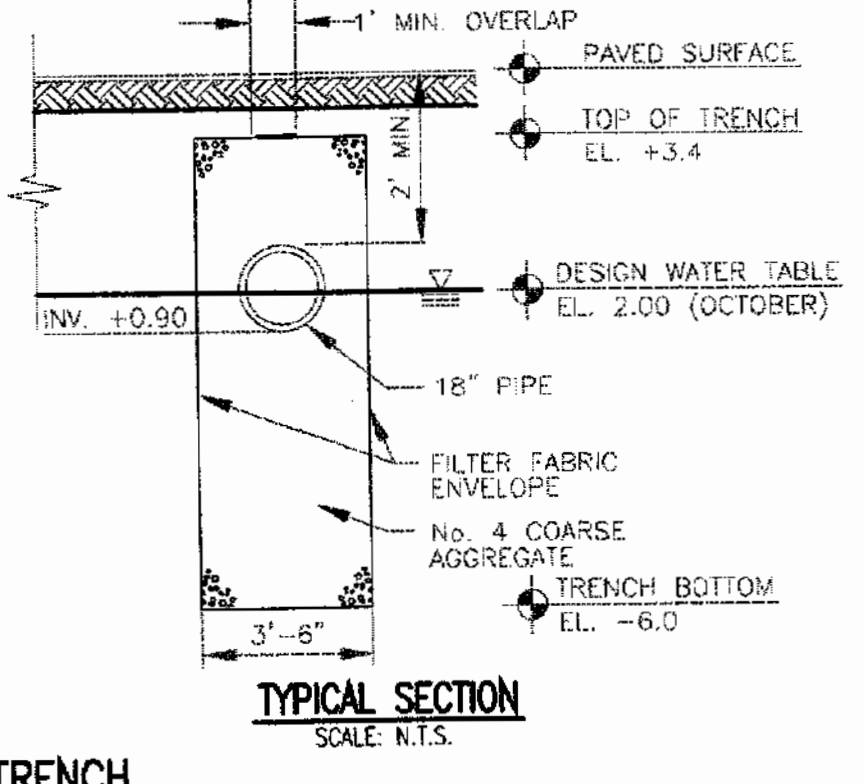 1' MIN. OVERLAP
PAVED SURFACE
TOP OF TRENCH
EL. +3.4
2' MIN.
DESIGN WATER TABLE
EL. 2.00 (OCTOBER)
INV. +0.90
18" PIPE
FILTER FABRIC
ENVELOPE
No. 4 COARSE
AGGREGATE
TRENCH BOTTOM
EL. -6.0
3'-6"
TYPICAL SECTION
SCALE: N.T.S.
TRENCH